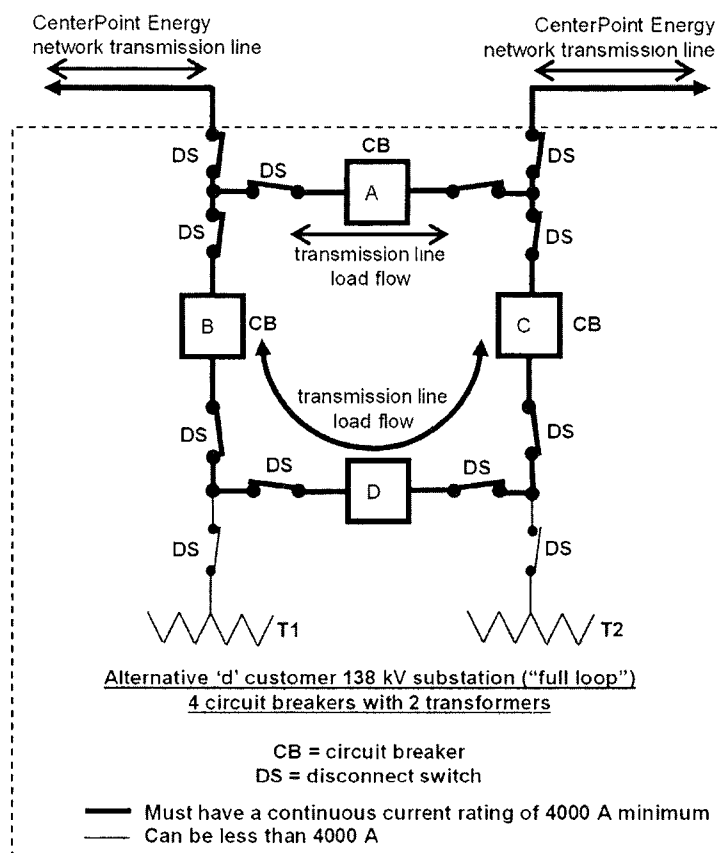 CenterPoint Energy
network transmission line
CenterPoint Energy
network transmission line
DS
DS
CB
A
DS
DS
DS
transmission line
load flow
B
CB
C
CB
transmission line
load flow
DS
DS
D
DS
DS
DS
DS
T1
T2
Alternative 'd' customer 138 kV substation ("full loop")
4 circuit breakers with 2 transformers
CB = circuit breaker
DS = disconnect switch
Must have a continuous current rating of 4000 A minimum
Can be less than 4000 A